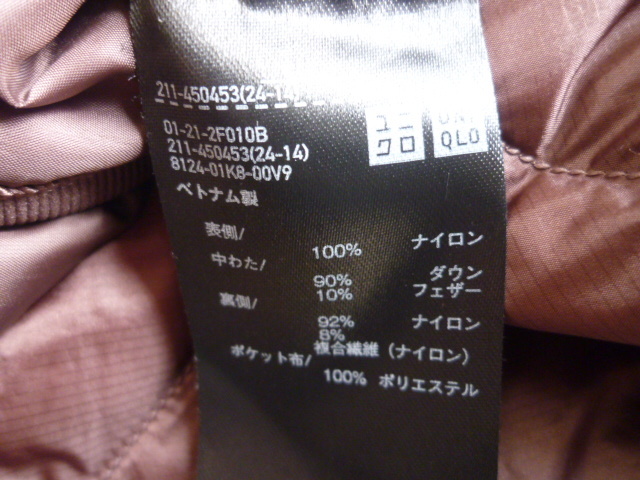 211-450453(24-1
ユニ
クロ
UNI
QLO
01-21-2F010B
211-450453(24-14)
8124-01K8-00V9
ベトナム製
表側/
100% ナイロン
中わた/
90% ダウン
10% フェザー
裏側/
92% ナイロン
8%
複合繊維(ナイロン)
ポケット布/
100% ポリエステル